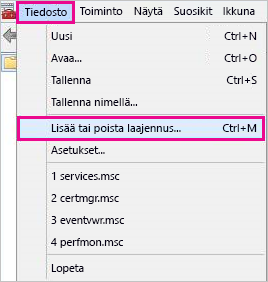 Tiedosto Toiminto Näytä Suosikit Ikkuna
Uusi Ctrl+N
Avaa... Ctrl+O
Tallenna Ctrl+S
Tallenna nimellä...
Lisää tai poista laajennus... Ctrl+M
Asetukset...
1 services.msc
2 certmgr.msc
3 eventvwr.msc
4 perfmon.msc
Lopeta